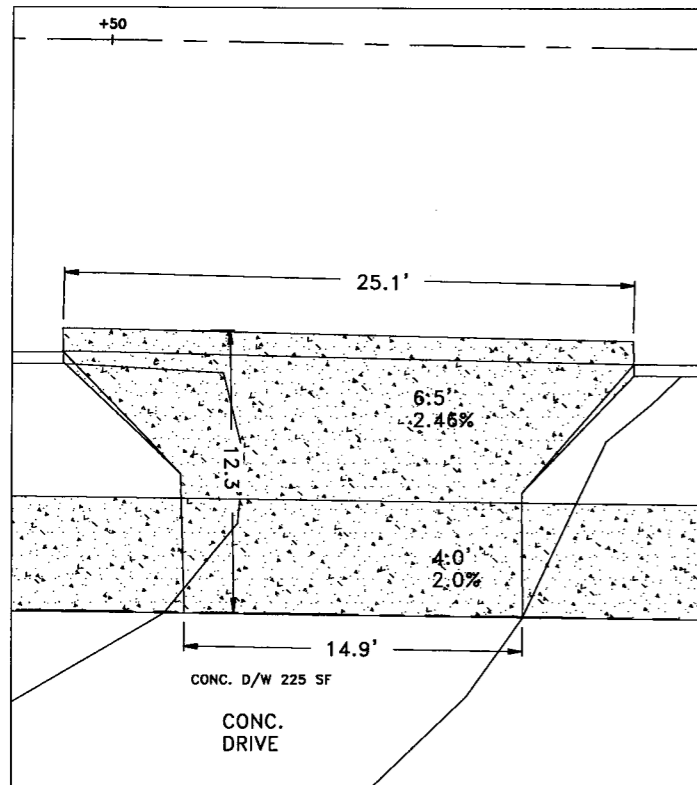 +50
25.1'
6.5'
2.46%
12.3'
4.0'
2.0%
14.9'
CONC. D/W 225 SF
CONC.
DRIVE